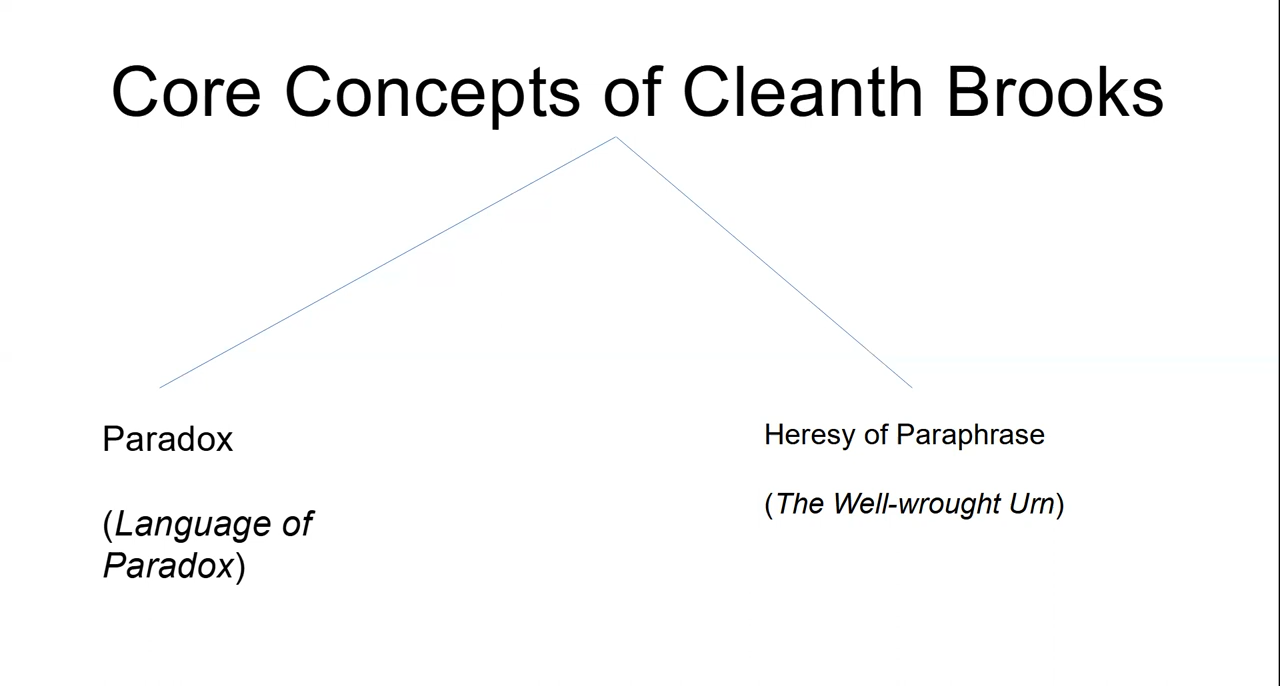 Core Concepts of Cleanth Brooks
Paradox
(Language of
Paradox)
Heresy of Paraphrase
(The Well-wrought Urn)